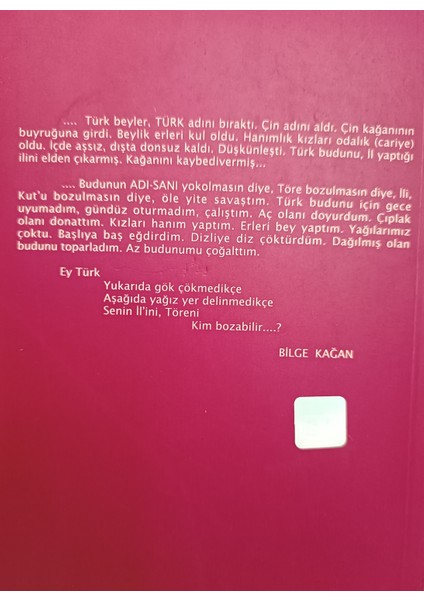 .... Türk beyler, TÜRK adını bıraktı. Çin adını aldı. Çin kağanının
buyruğuna girdi. Beylik erleri kul oldu. Hanımlık kızları odalık (cariye)
oldu. İçde aşsız, dışta donsuz kaldı. Düşkünleşti. Türk budunu, İl yaptığı
ilini elden çıkarmış. Kağanını kaybedivermiş...
.... Budunun ADI-SANI yokolmasın diye, Töre bozulmasın diye, İli,
Kut'u bozulmasın diye, öle yite savaştım. Türk budunu için gece
uyumadım, gündüz oturmadım, çalıştım. Aç olanı doyurdum. Çıplak
olanı donattım. Kızları hanım yaptım. Erleri bey yaptım. Yağılarımız
çoktu. Başlıya baş eğdirdim. Dizliye diz çöktürdüm. Dağılmış olan
budunu toparladım. Az budunumu çoğalttım.
Ey Türk
Yukarıda gök çökmedikçe
Aşağıda yağız yer delinmedikçe
Senin İl'ini, Töreni
Kim bozabilir....?
BİLGE KAĞAN